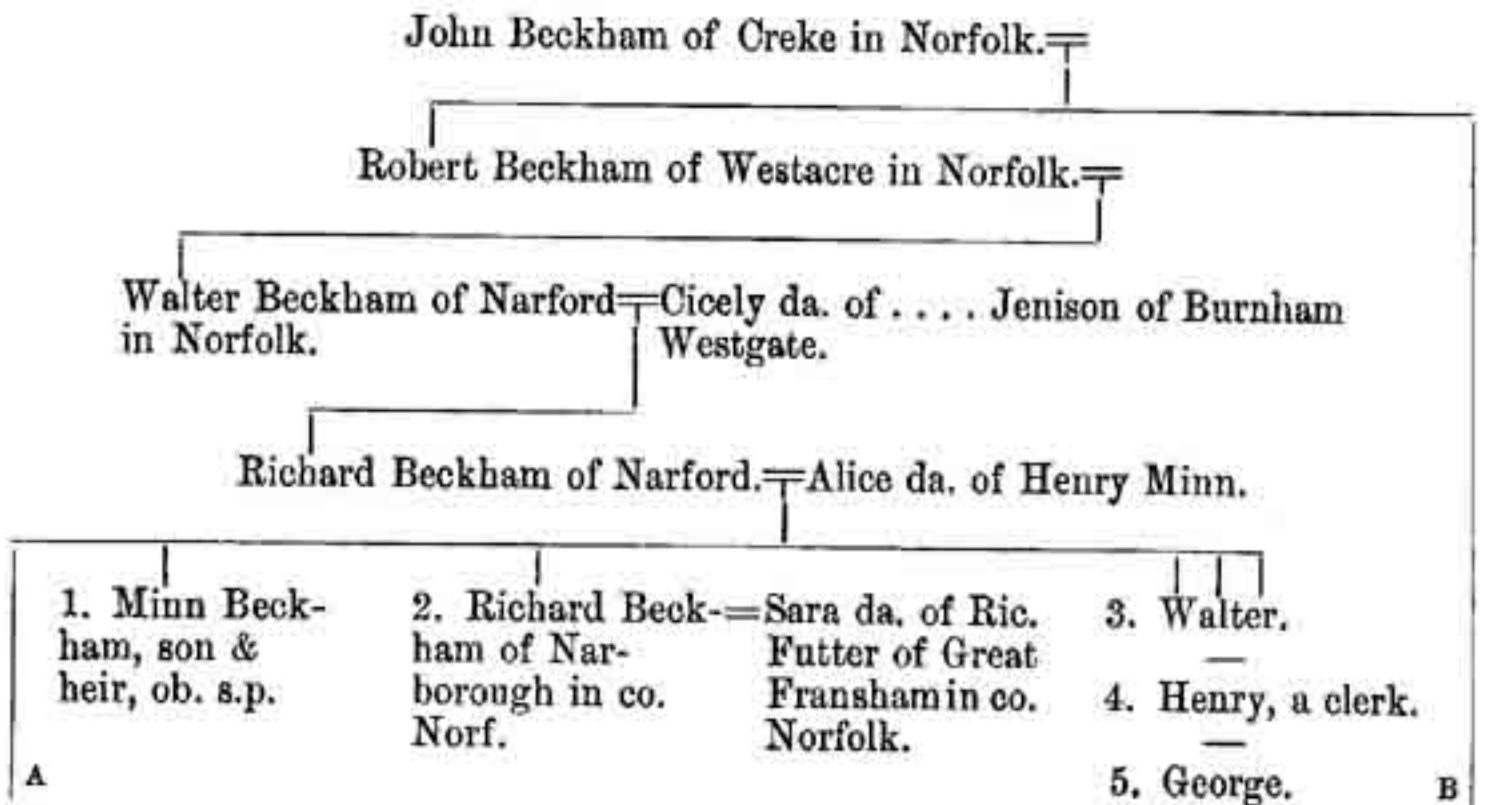 John Beckham of Creke in Norfolk.
Robert Beckham of Westacre in Norfolk.
Walter Beckham of Narford
in Norfolk.
Cicely da. of . . . . Jenison of Burnham
Westgate.
Richard Beckham of Narford.
Alice da. of Henry Minn.
1. Minn Beck-
ham, son &
heir, ob. s.p.
2. Richard Beck-
ham of Nar-
borough in co.
Norf.
Sara da. of Ric.
Futter of Great
Fransham in co.
Norfolk.
3. Walter.
4. Henry, a clerk.
5. George.
A
B